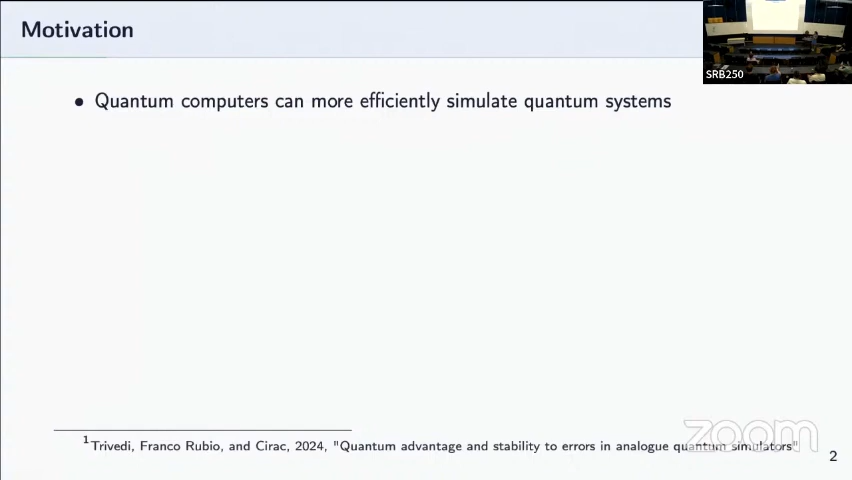 Motivation
SRB250
• Quantum computers can more efficiently simulate quantum systems
1Trivedi, Franco Rubio, and Cirac, 2024, "Quantum advantage and stability to errors in analogue quantum simulators"
zoom
2